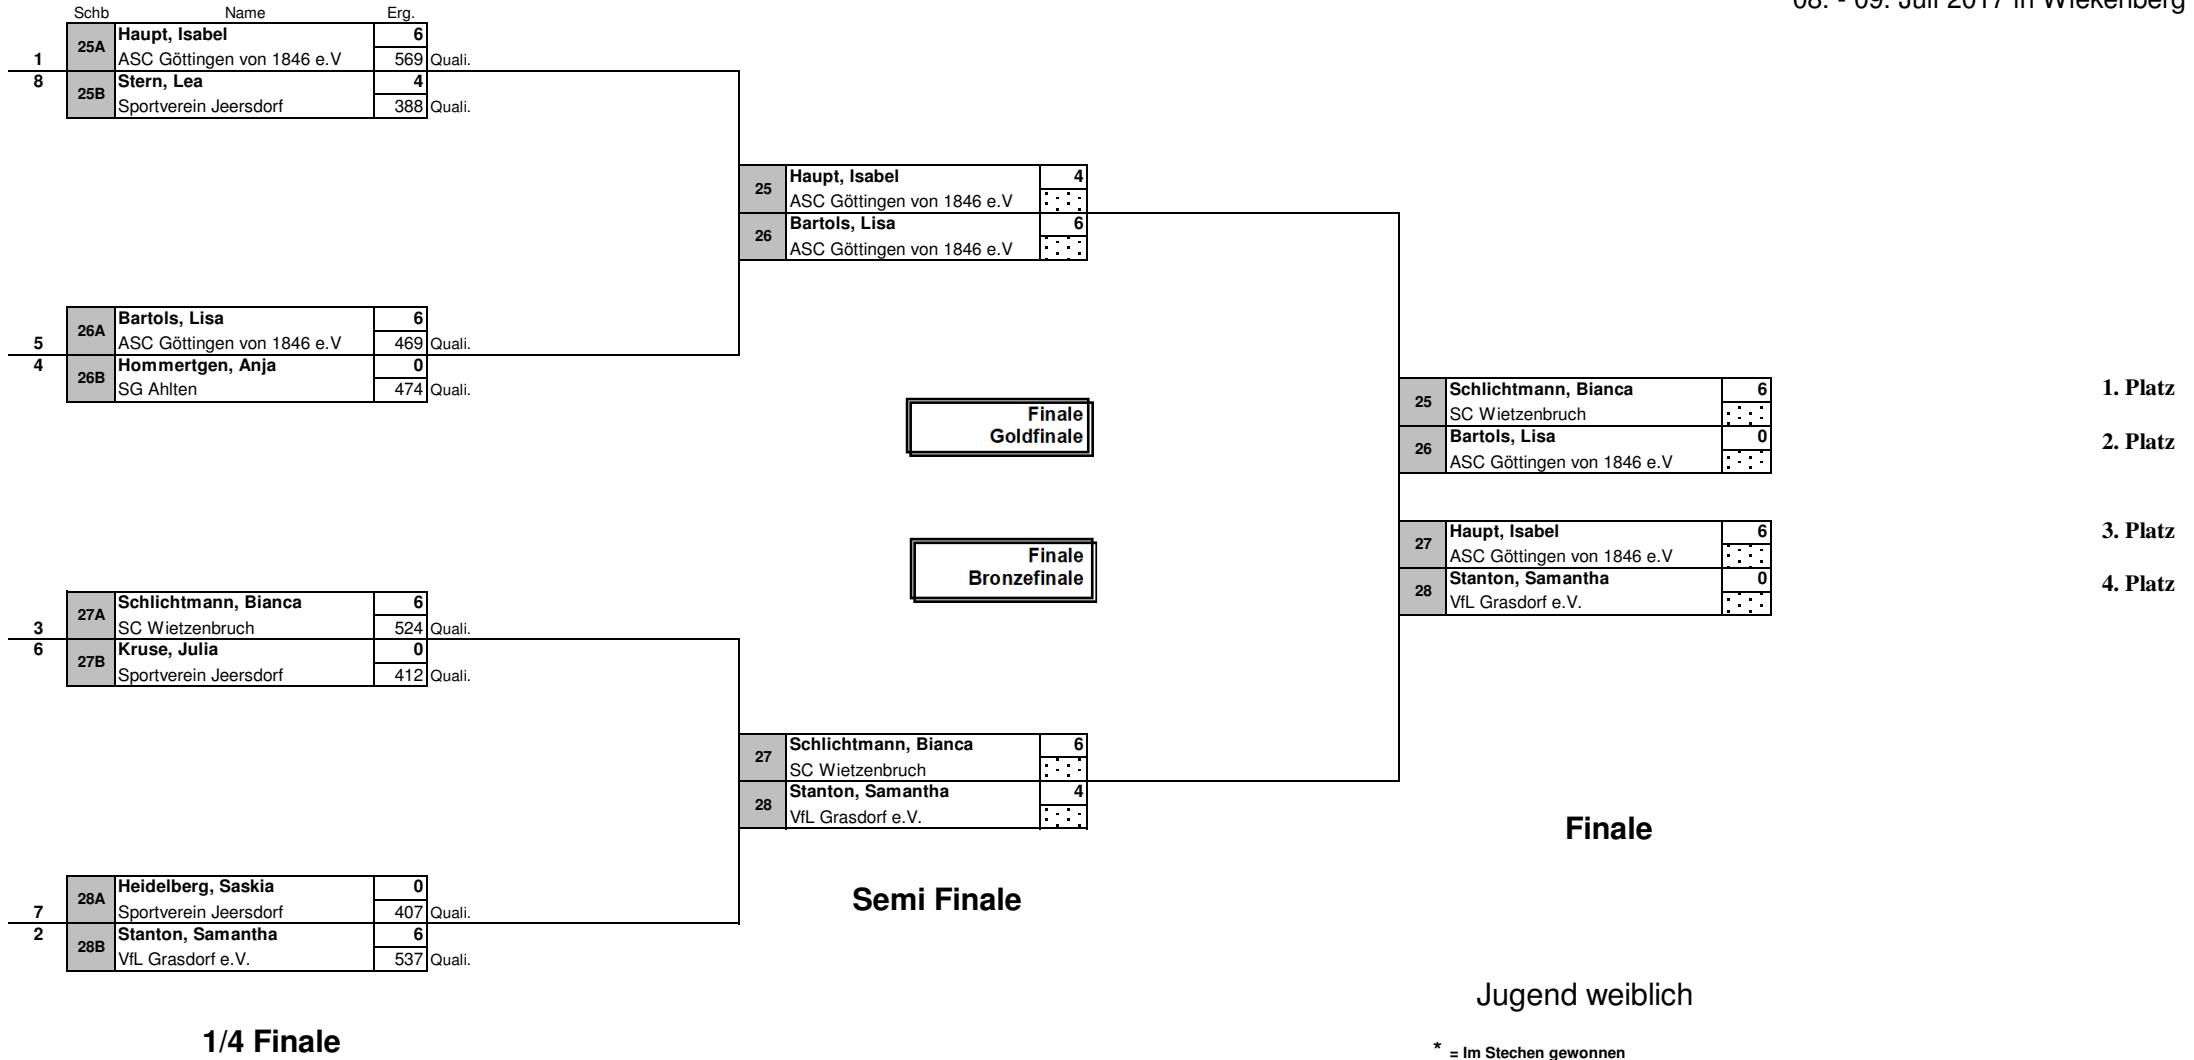 08. - 09. Juli 2017 in Wiekenberg
Schb Name Erg.
25A Haupt, Isabel 6
1 ASC Göttingen von 1846 e.V 569 Quali.
8 25B Stern, Lea 4
Sportverein Jeersdorf 388 Quali.
25 Haupt, Isabel 4
ASC Göttingen von 1846 e.V
26 Bartols, Lisa 6
ASC Göttingen von 1846 e.V
26A Bartols, Lisa 6
5 ASC Göttingen von 1846 e.V 469 Quali.
4 26B Hommertgen, Anja 0
SG Ahlten 474 Quali.
Finale
Goldfinale
25 Schlichtmann, Bianca 6 1. Platz
SC Wietzenbruch
26 Bartols, Lisa 0 2. Platz
ASC Göttingen von 1846 e.V
Finale
Bronzefinale
27 Haupt, Isabel 6 3. Platz
ASC Göttingen von 1846 e.V
28 Stanton, Samantha 0 4. Platz
VfL Grasdorf e.V.
27A Schlichtmann, Bianca 6
3 SC Wietzenbruch 524 Quali.
6 27B Kruse, Julia 0
Sportverein Jeersdorf 412 Quali.
27 Schlichtmann, Bianca 6
SC Wietzenbruch
28 Stanton, Samantha 4
VfL Grasdorf e.V.
Finale
28A Heidelberg, Saskia 0
7 Sportverein Jeersdorf 407 Quali.
2 28B Stanton, Samantha 6
VfL Grasdorf e.V. 537 Quali.
Semi Finale
Jugend weiblich
1/4 Finale
* = Im Stechen gewonnen